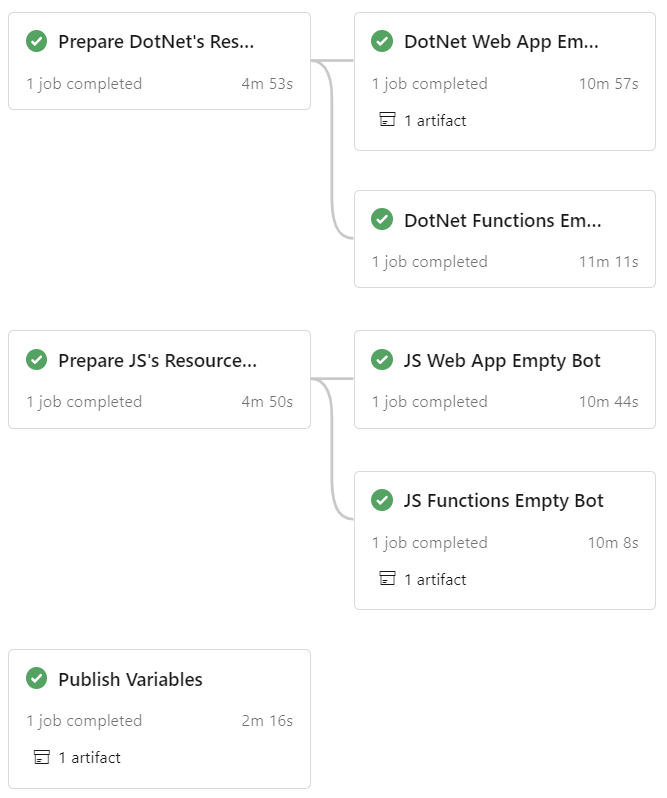 Prepare DotNet's Res...
1 job completed 4m 53s
DotNet Web App Em...
1 job completed 10m 57s
1 artifact
DotNet Functions Em...
1 job completed 11m 11s
Prepare JS's Resource...
1 job completed 4m 50s
JS Web App Empty Bot
1 job completed 10m 44s
JS Functions Empty Bot
1 job completed 10m 8s
1 artifact
Publish Variables
1 job completed 2m 16s
1 artifact